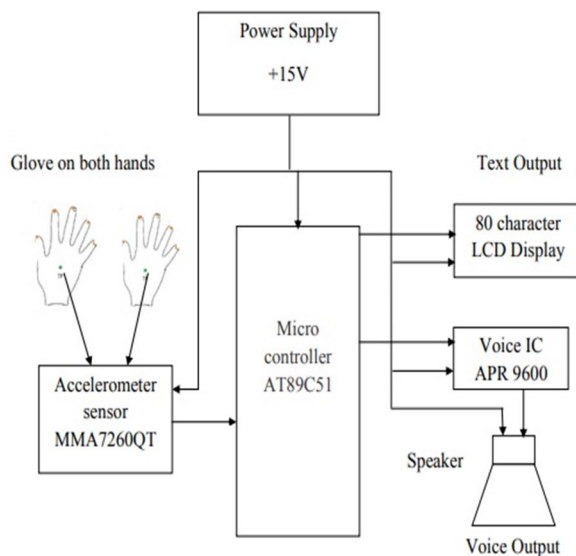 Power Supply
+15V
Glove on both hands
Text Output
80 character
LCD Display
Micro
controller
AT89C51
Voice IC
APR 9600
Accelerometer
sensor
MMA7260QT
Speaker
Voice Output